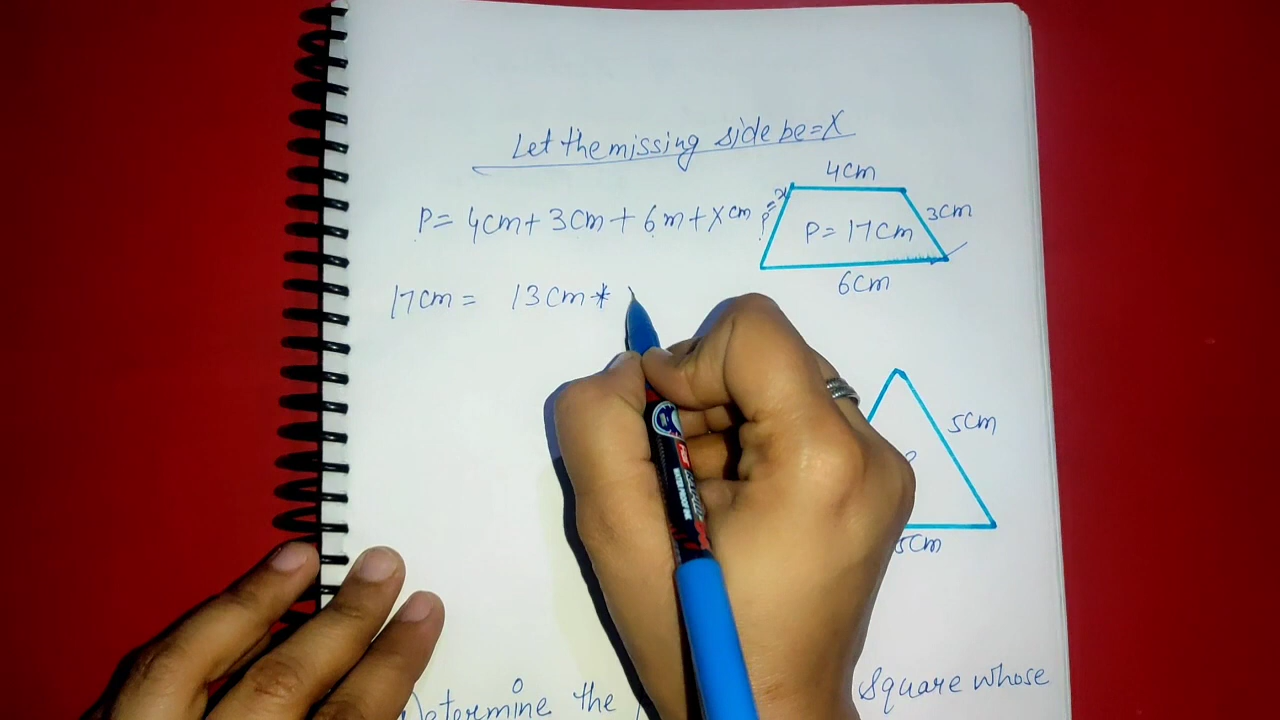 Let the missing side be = X
4cm
P = 4cm + 3cm + 6m + Xcm
? = x
3cm
P = 17cm
6cm
17cm = 13cm *
5cm
5cm
Determine the
square whose